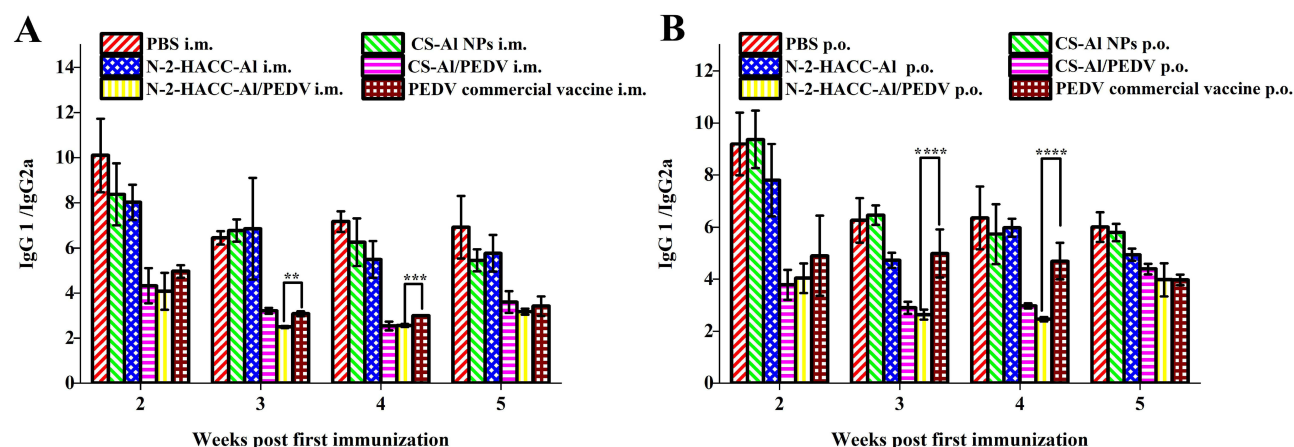 A
PBS i.m.
CS-Al NPs i.m.
N-2-HACC-Al i.m.
CS-Al/PEDV i.m.
N-2-HACC-Al/PEDV i.m.
PEDV commercial vaccine i.m.
IgG 1 /IgG2a
14
12
10
8
6
4
2
0
**
***
2 3 4 5
Weeks post first immunization
B
PBS p.o.
CS-Al NPs p.o.
N-2-HACC-Al p.o.
CS-Al/PEDV p.o.
N-2-HACC-Al/PEDV p.o.
PEDV commercial vaccine p.o.
IgG 1 /IgG2a
12
10
8
6
4
2
0
****
****
2 3 4 5
Weeks post first immunization